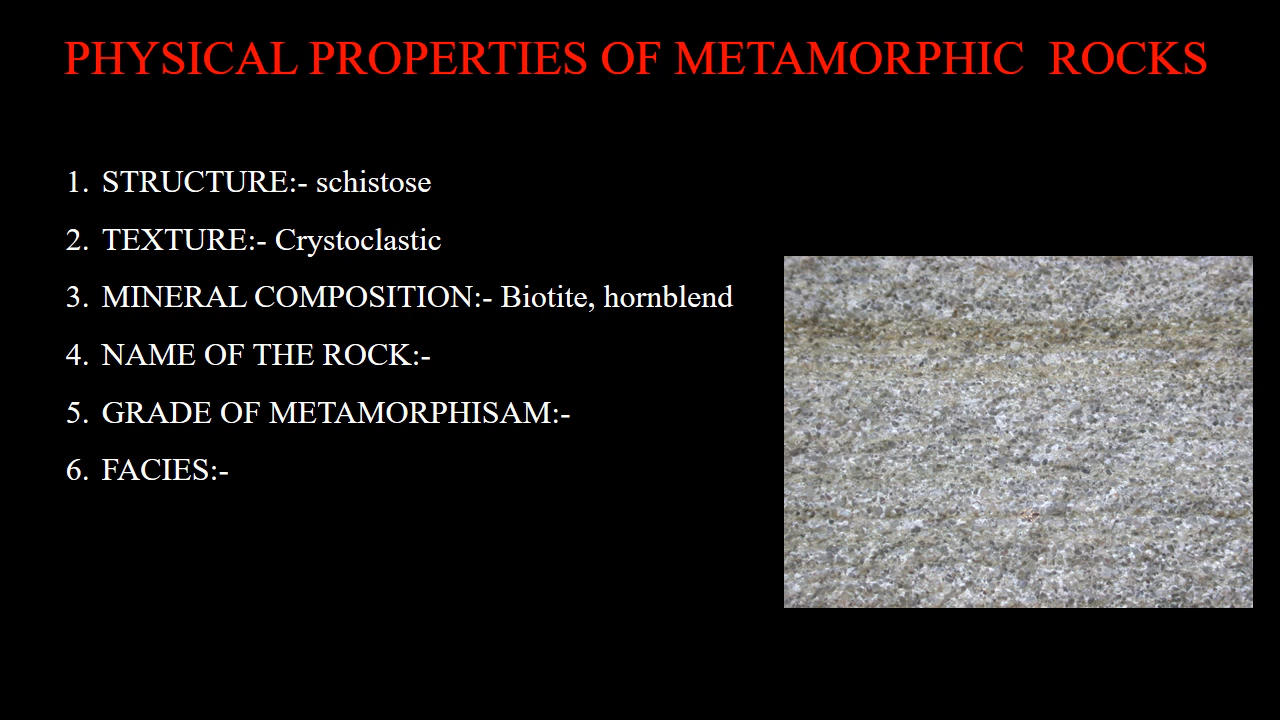 PHYSICAL PROPERTIES OF METAMORPHIC  ROCKS
1. STRUCTURE:- schistose
2. TEXTURE:- Crystoclastic
3. MINERAL COMPOSITION:- Biotite, hornblend
4. NAME OF THE ROCK:-
5. GRADE OF METAMORPHISAM:-
6. FACIES:-